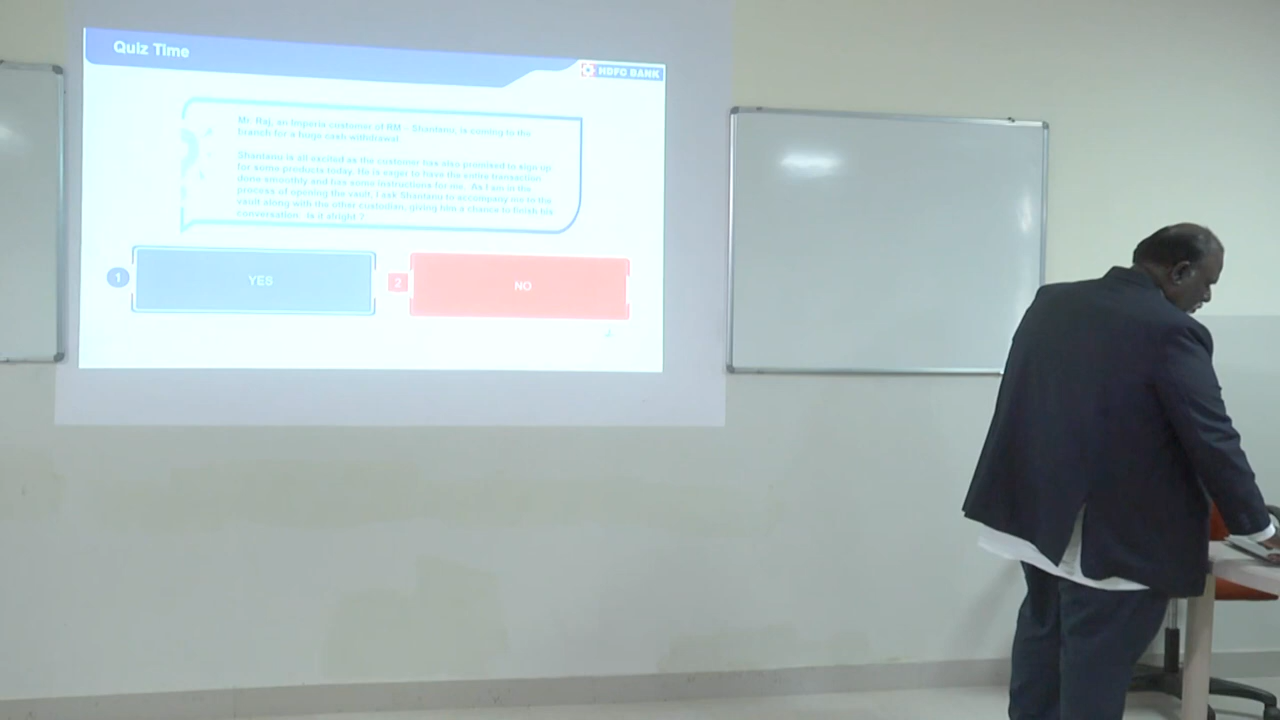 Quiz Time
HDFC BANK
Mr. Raj, an Imperia customer of RM - Shantanu, is coming to the
branch for a huge cash withdrawal.
Shantanu is all excited as the customer has also promised to sign up
for some products today. He is eager to have the entire transaction
done smoothly and has some instructions for me. As I am in the
process of opening the vault, I ask Shantanu to accompany me to the
vault along with the other custodian, giving him a chance to finish his
conversation. Is it alright ?
1
YES
2
NO